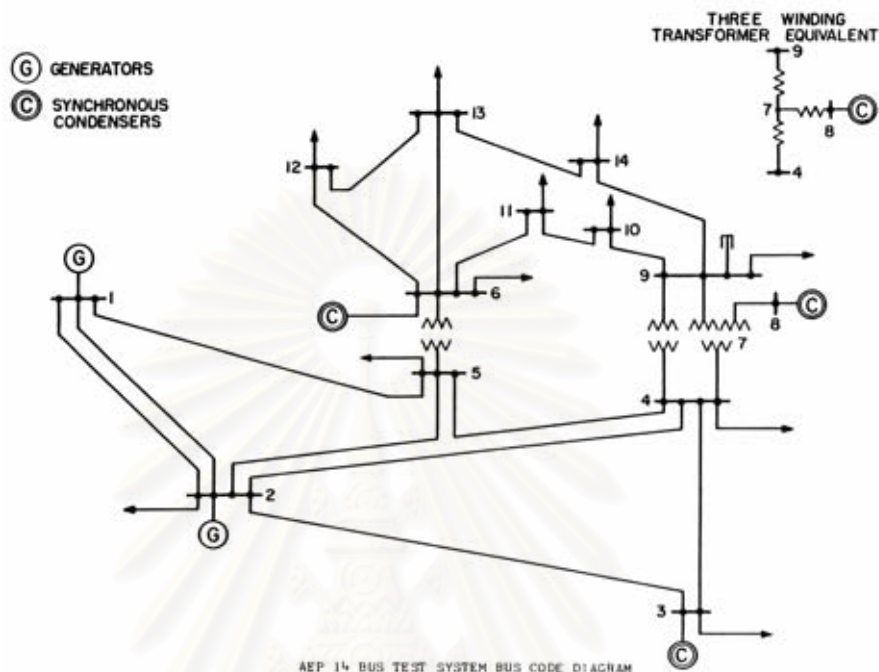 THREE WINDING
TRANSFORMER EQUIVALENT
G GENERATORS
C SYNCHRONOUS
CONDENSERS
9
7
8
C
4
13
14
12
11
10
G
1
6
C
9
8
C
7
5
4
2
G
3
C
AEP 14 BUS TEST SYSTEM BUS CODE DIAGRAM